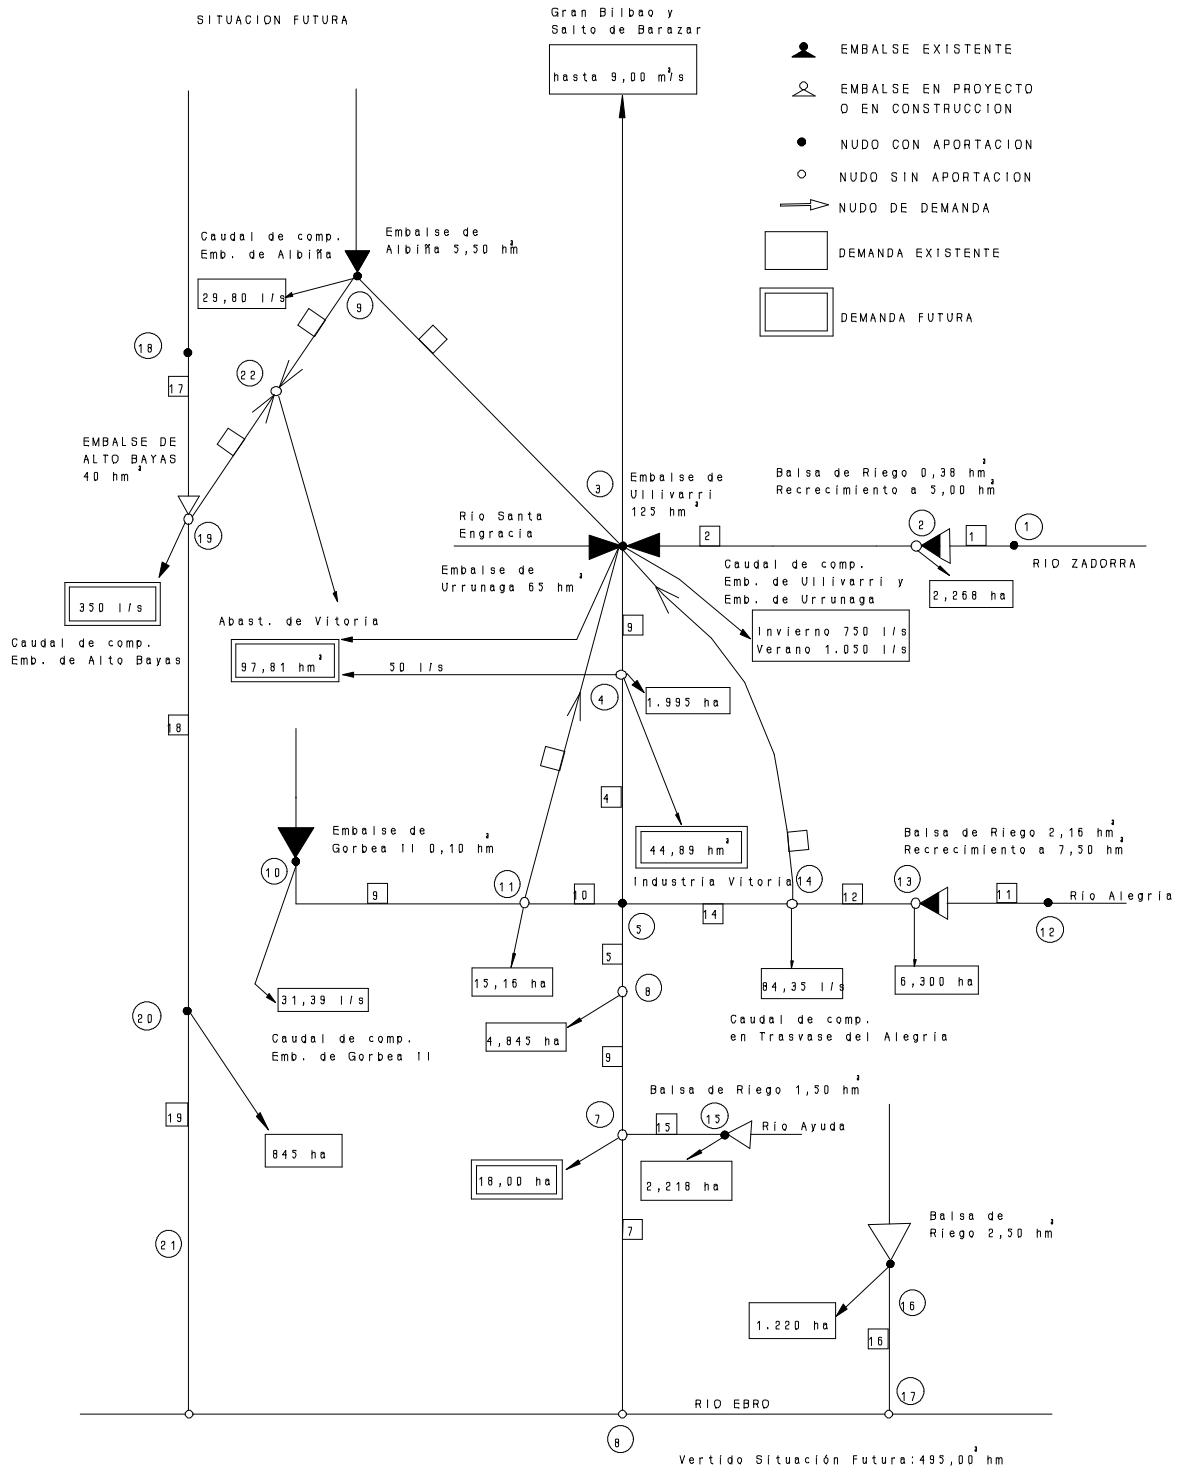 SITUACION FUTURA
Gran Bilbao y
Salto de Barazar
hasta 9,00 m³/s
EMBALSE EXISTENTE
EMBALSE EN PROYECTO
O EN CONSTRUCCION
NUDO CON APORTACION
NUDO SIN APORTACION
NUDO DE DEMANDA
DEMANDA EXISTENTE
DEMANDA FUTURA
Caudal de comp.
Emb. de Albiña
29,80 l/s
Embalse de
Albiña 5,50 hm³
9
18
17
22
EMBALSE DE
ALTO BAYAS
40 hm³
19
350 l/s
Caudal de comp.
Emb. de Alto Bayas
3
Embalse de
Ullivarri
125 hm³
Balsa de Riego 0,38 hm³
Recrecimiento a 5,00 hm³
Río Santa
Engracia
2
2
1
1
RIO ZADORRA
Embalse de
Urrunaga 65 hm³
Caudal de comp.
Emb. de Ullivarri y
Emb. de Urrunaga
2,268 ha
Invierno 750 l/s
Verano 1.050 l/s
Abast. de Vitoria
97,81 hm³
50 l/s
9
4
1.995 ha
18
4
44,89 hm³
Industria Vitoria
Embalse de
Gorbea II 0,10 hm³
Balsa de Riego 2,16 hm³
Recrecimiento a 7,50 hm³
10
9
11
10
5
14
14
12
13
11
12
Río Alegria
5
15,16 ha
8
84,35 l/s
6,300 ha
31,39 l/s
Caudal de comp.
Emb. de Gorbea II
4,845 ha
Caudal de comp.
en Trasvase del Alegria
20
9
Balsa de Riego 1,50 hm³
19
7
15
15
Río Ayuda
845 ha
18,00 ha
2,218 ha
7
Balsa de
Riego 2,50 hm³
21
16
1.220 ha
16
17
RIO EBRO
8
Vertido Situación Futura:495,00 hm³